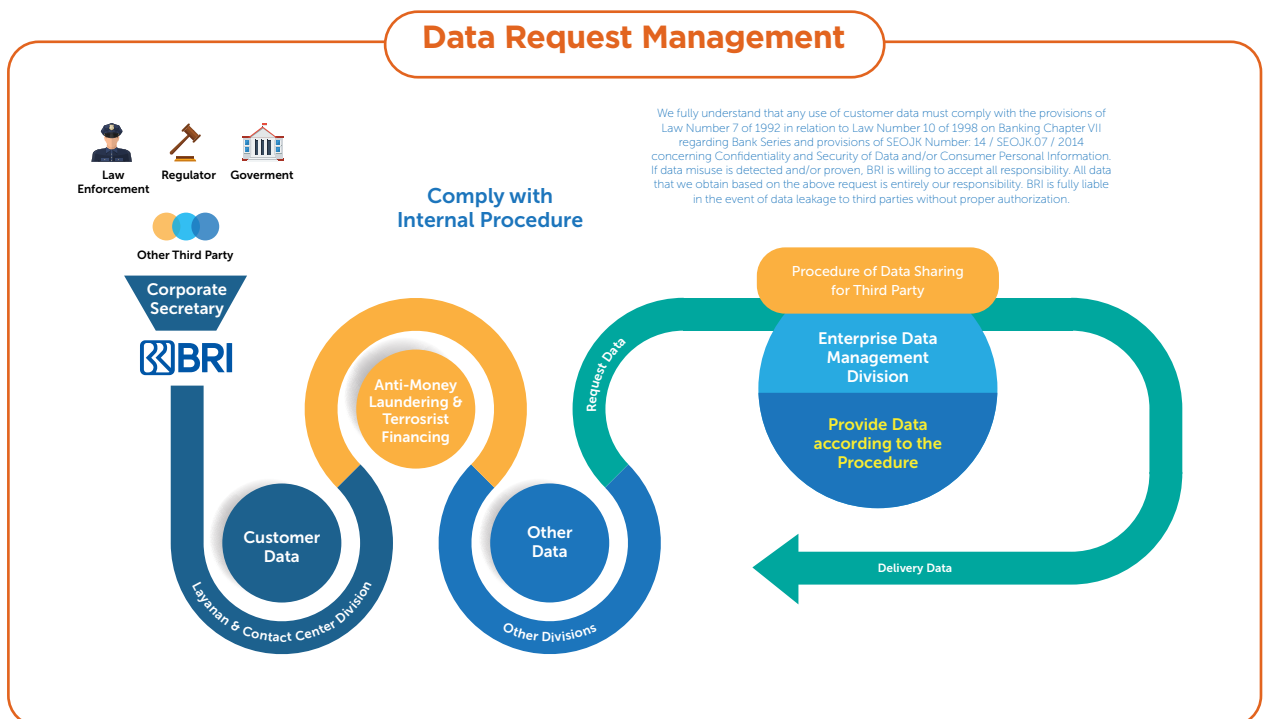 Data Request Management
We fully understand that any use of customer data must comply with the provisions of
Law Number 7 of 1992 in relation to Law Number 10 of 1998 on Banking Chapter VII
regarding Bank Series and provisions of SEOJK Number: 14 / SEOJK.07 / 2014
concerning Confidentiality and Security of Data and/or Consumer Personal Information.
If data misuse is detected and/or proven, BRI is willing to accept all responsibility. All data
that we obtain based on the above request is entirely our responsibility. BRI is fully liable
in the event of data leakage to third parties without proper authorization.
Law
Enforcement
Regulator
Goverment
Other Third Party
Corporate
Secretary
BRI
Comply with
Internal Procedure
Customer
Data
Layanan & Contact Center Division
Anti-Money
Laundering &
Terrosrist
Financing
Other
Data
Other Divisions
Request Data
Procedure of Data Sharing
for Third Party
Enterprise Data
Management
Division
Provide Data
according to the
Procedure
Delivery Data